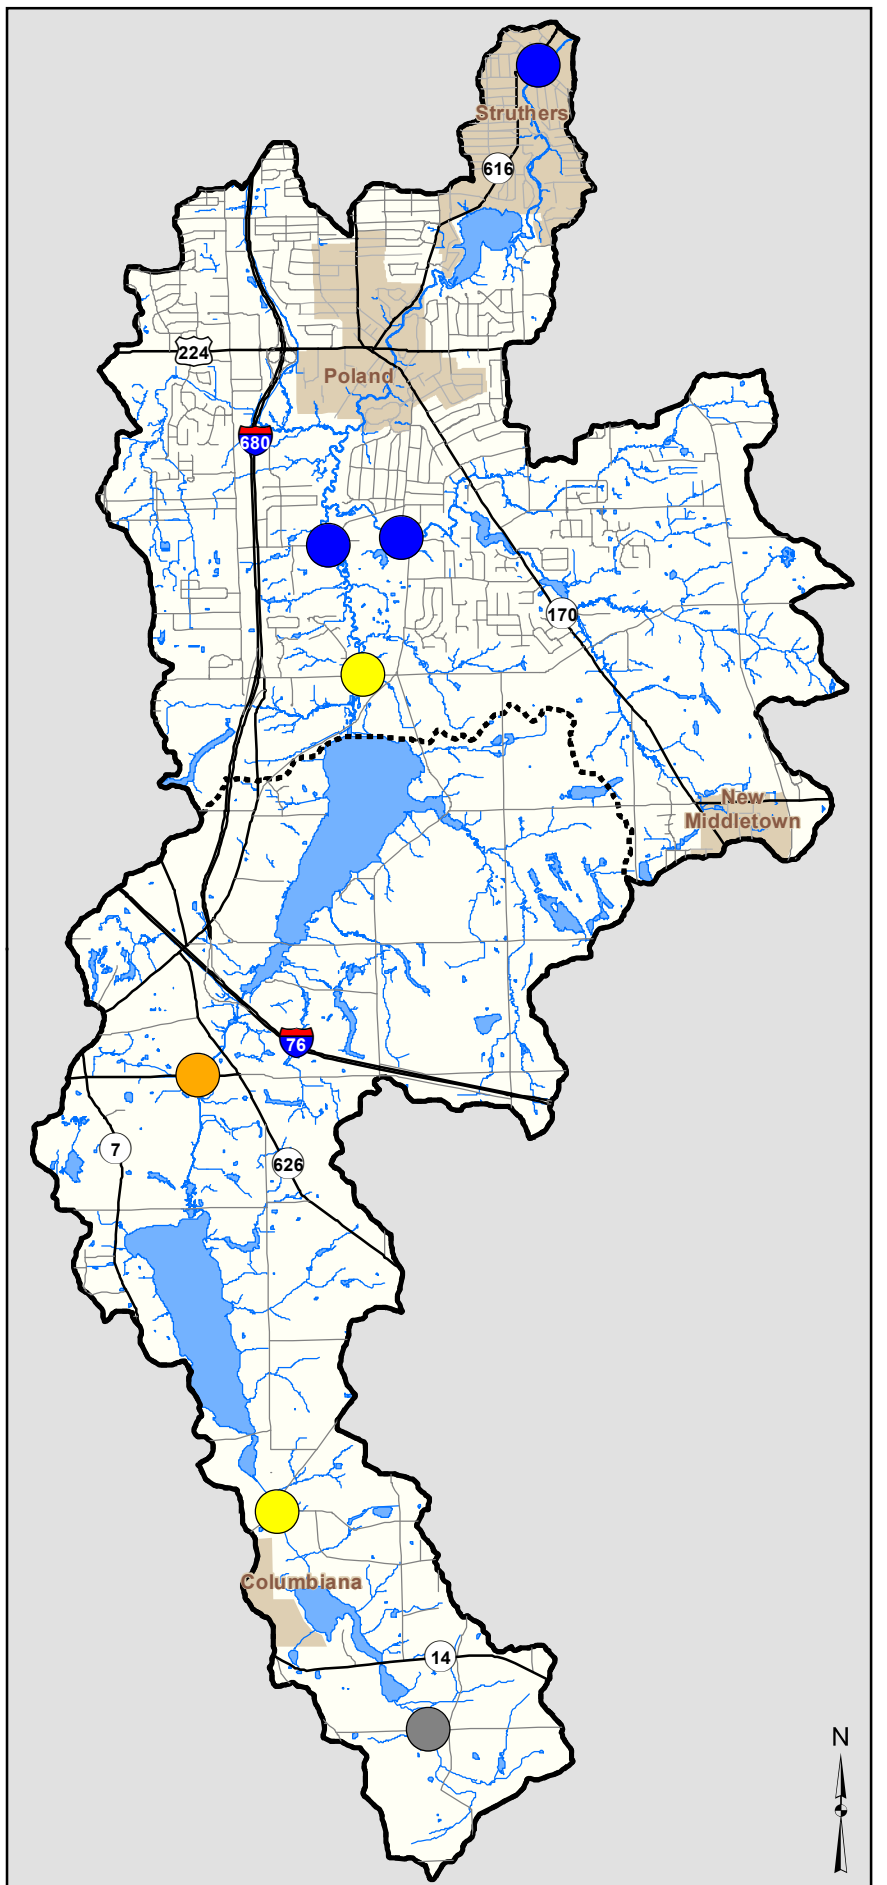 Struthers
616
224
Poland
680
170
New
Middletown
76
7
626
Columbiana
14
N